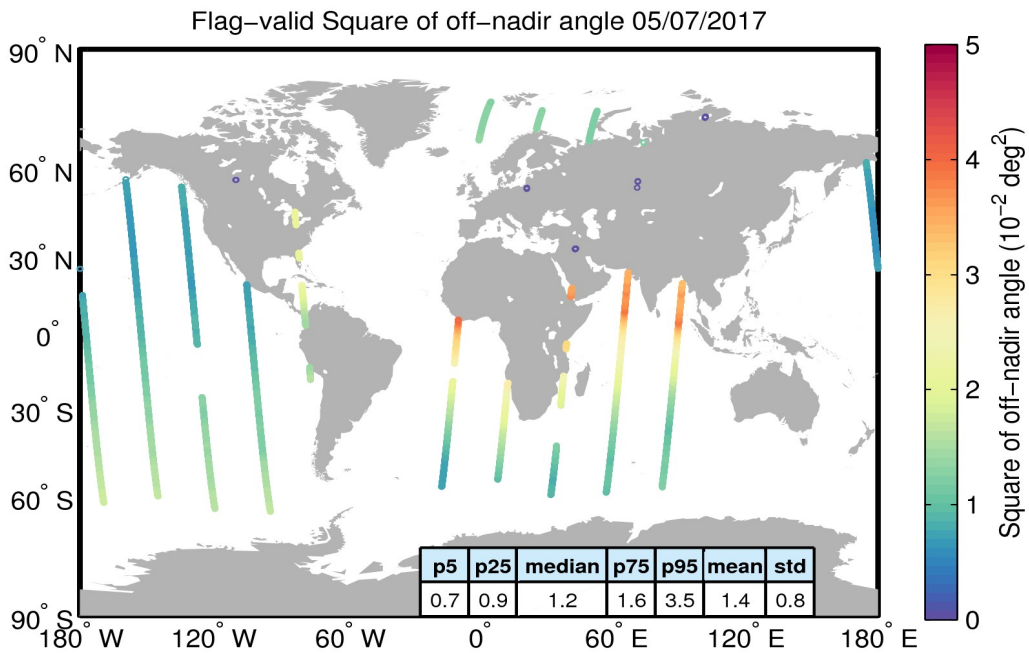 Flag−valid Square of off−nadir angle 05/07/2017
90° N
60° N
30° N
0°
30° S
60° S
90° S
180° W
120° W
60° W
0°
60° E
120° E
180° E
p5 p25 median p75 p95 mean std
0.7 0.9 1.2 1.6 3.5 1.4 0.8
5
4
3
2
1
0
Square of off−nadir angle (10⁻² deg²)